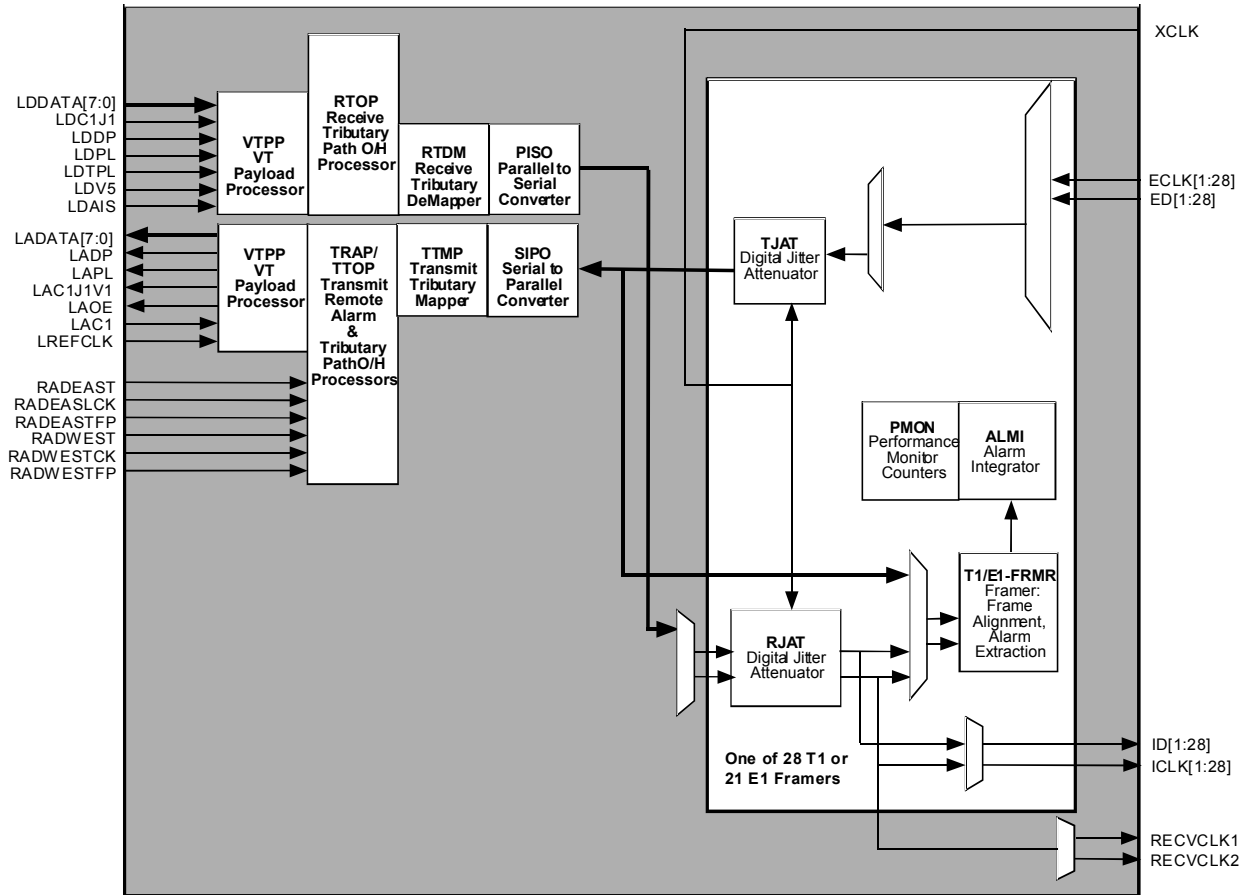 XCLK
LDDATA[7:0]
LDC1J1
LDDP
LDPL
LDTPL
LDV5
LDAIS
LADATA[7:0]
LADP
LAPL
LAC1J1V1
LAOE
LAC1
LREFCLK
RADEAST
RADEASLCK
RADEASTFP
RADWEST
RADWESTCK
RADWESTFP
VTPP
VT
Payload
Processor
RTOP
Receive
Tributary
Path O/H
Processor
RTDM
Receive
Tributary
DeMapper
PISO
Parallel to
Serial
Converter
VTPP
VT
Payload
Processor
TRAP/
TTOP
Transmit
Remote
Alarm
&
Tributary
PathO/H
Processors
TTMP
Transmit
Tributary
Mapper
SIPO
Serial to
Parallel
Converter
TJAT
Digital Jitter
Attenuator
ECLK[1:28]
ED[1:28]
PMON
Performance
Monitor
Counters
ALMI
Alarm
Integrator
T1/E1-FRMR
Framer:
Frame
Alignment,
Alarm
Extraction
RJAT
Digital Jitter
Attenuator
One of 28 T1 or
21 E1 Framers
ID[1:28]
ICLK[1:28]
RECVCLK1
RECVCLK2